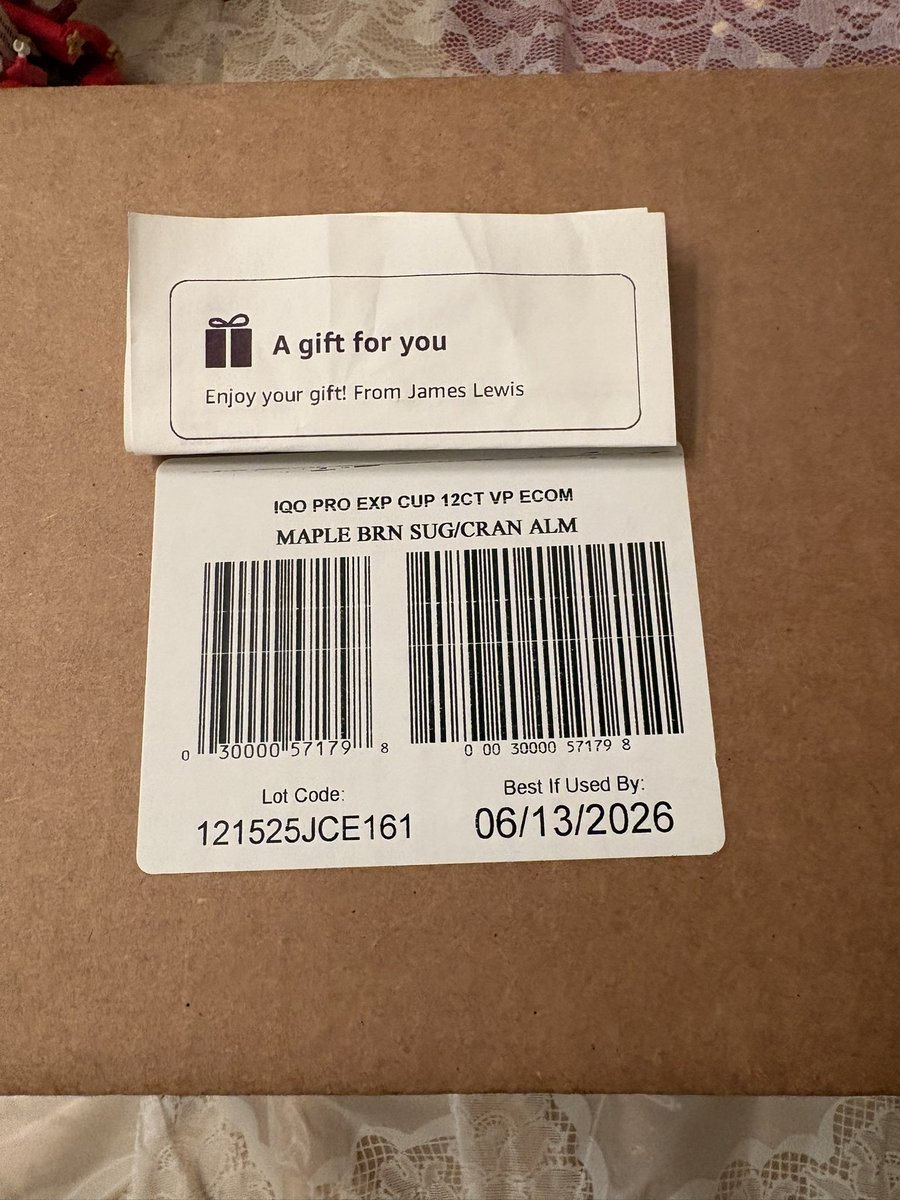 A gift for you
Enjoy your gift! From James Lewis
IQO PRO EXP CUP 12CT VP ECOM
MAPLE BRN SUG/CRAN ALM
0 30000 57179 8
0 00 30000 57179 8
Lot Code:
121525JCE161
Best If Used By:
06/13/2026